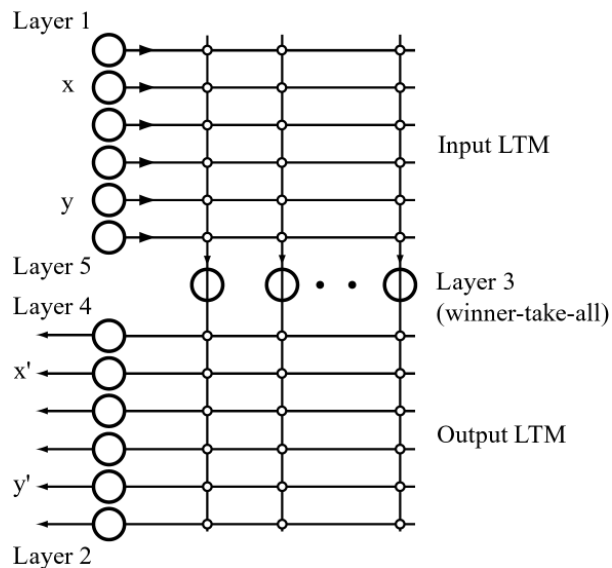 Layer 1
x
Input LTM
y
Layer 5
Layer 3
(winner-take-all)
Layer 4
x'
Output LTM
y'
Layer 2